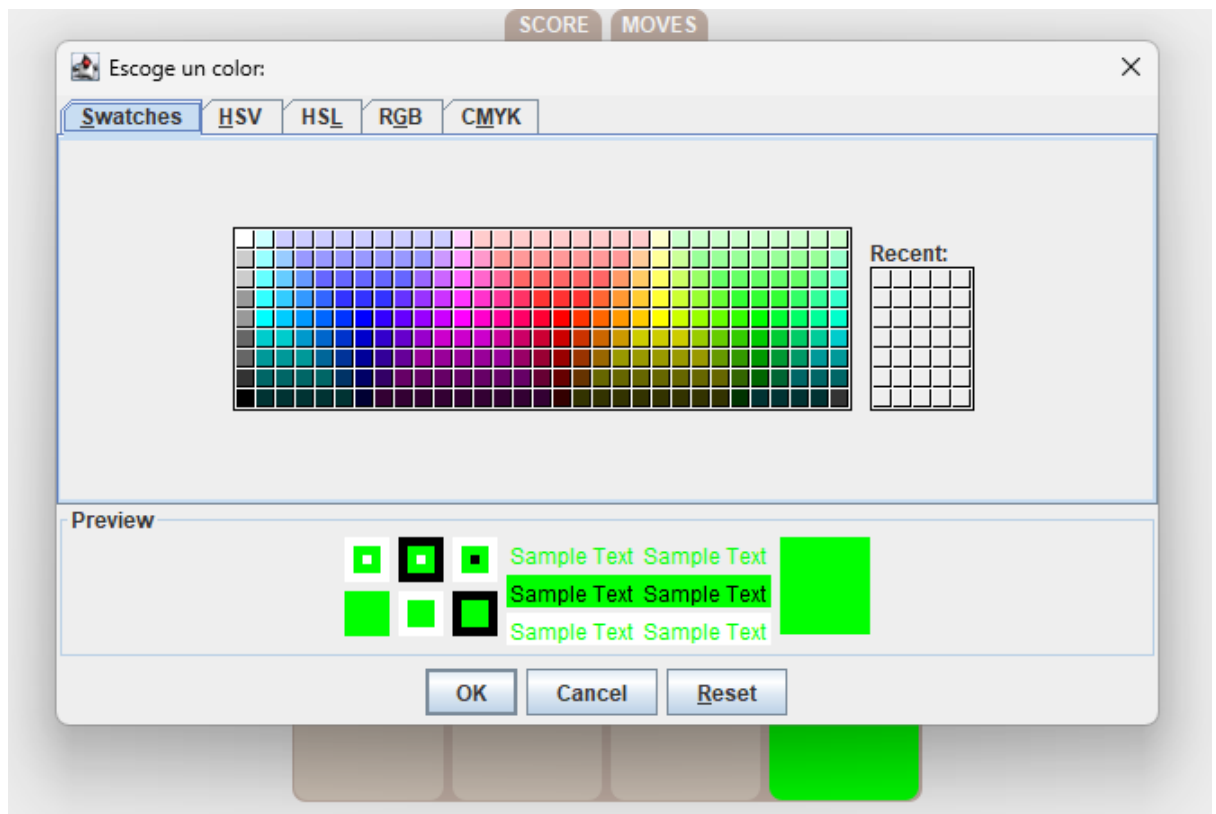 SCORE MOVES
Escoge un color:
Swatches HSV HSL RGB CMYK
Recent:
Preview
Sample Text Sample Text
Sample Text Sample Text
Sample Text Sample Text
OK Cancel Reset